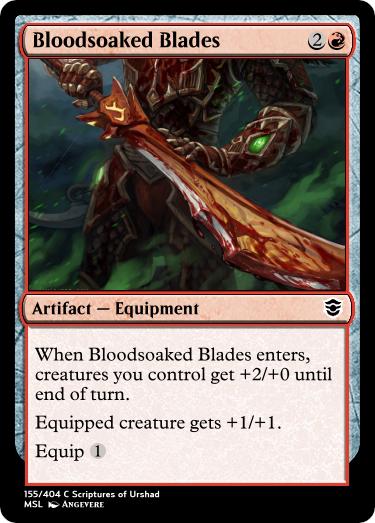 Bloodsoaked Blades 2
Artifact — Equipment
When Bloodsoaked Blades enters,
creatures you control get +2/+0 until
end of turn.
Equipped creature gets +1/+1.
Equip 1
155/404 C Scriptures of Urshad
MSL Angevere